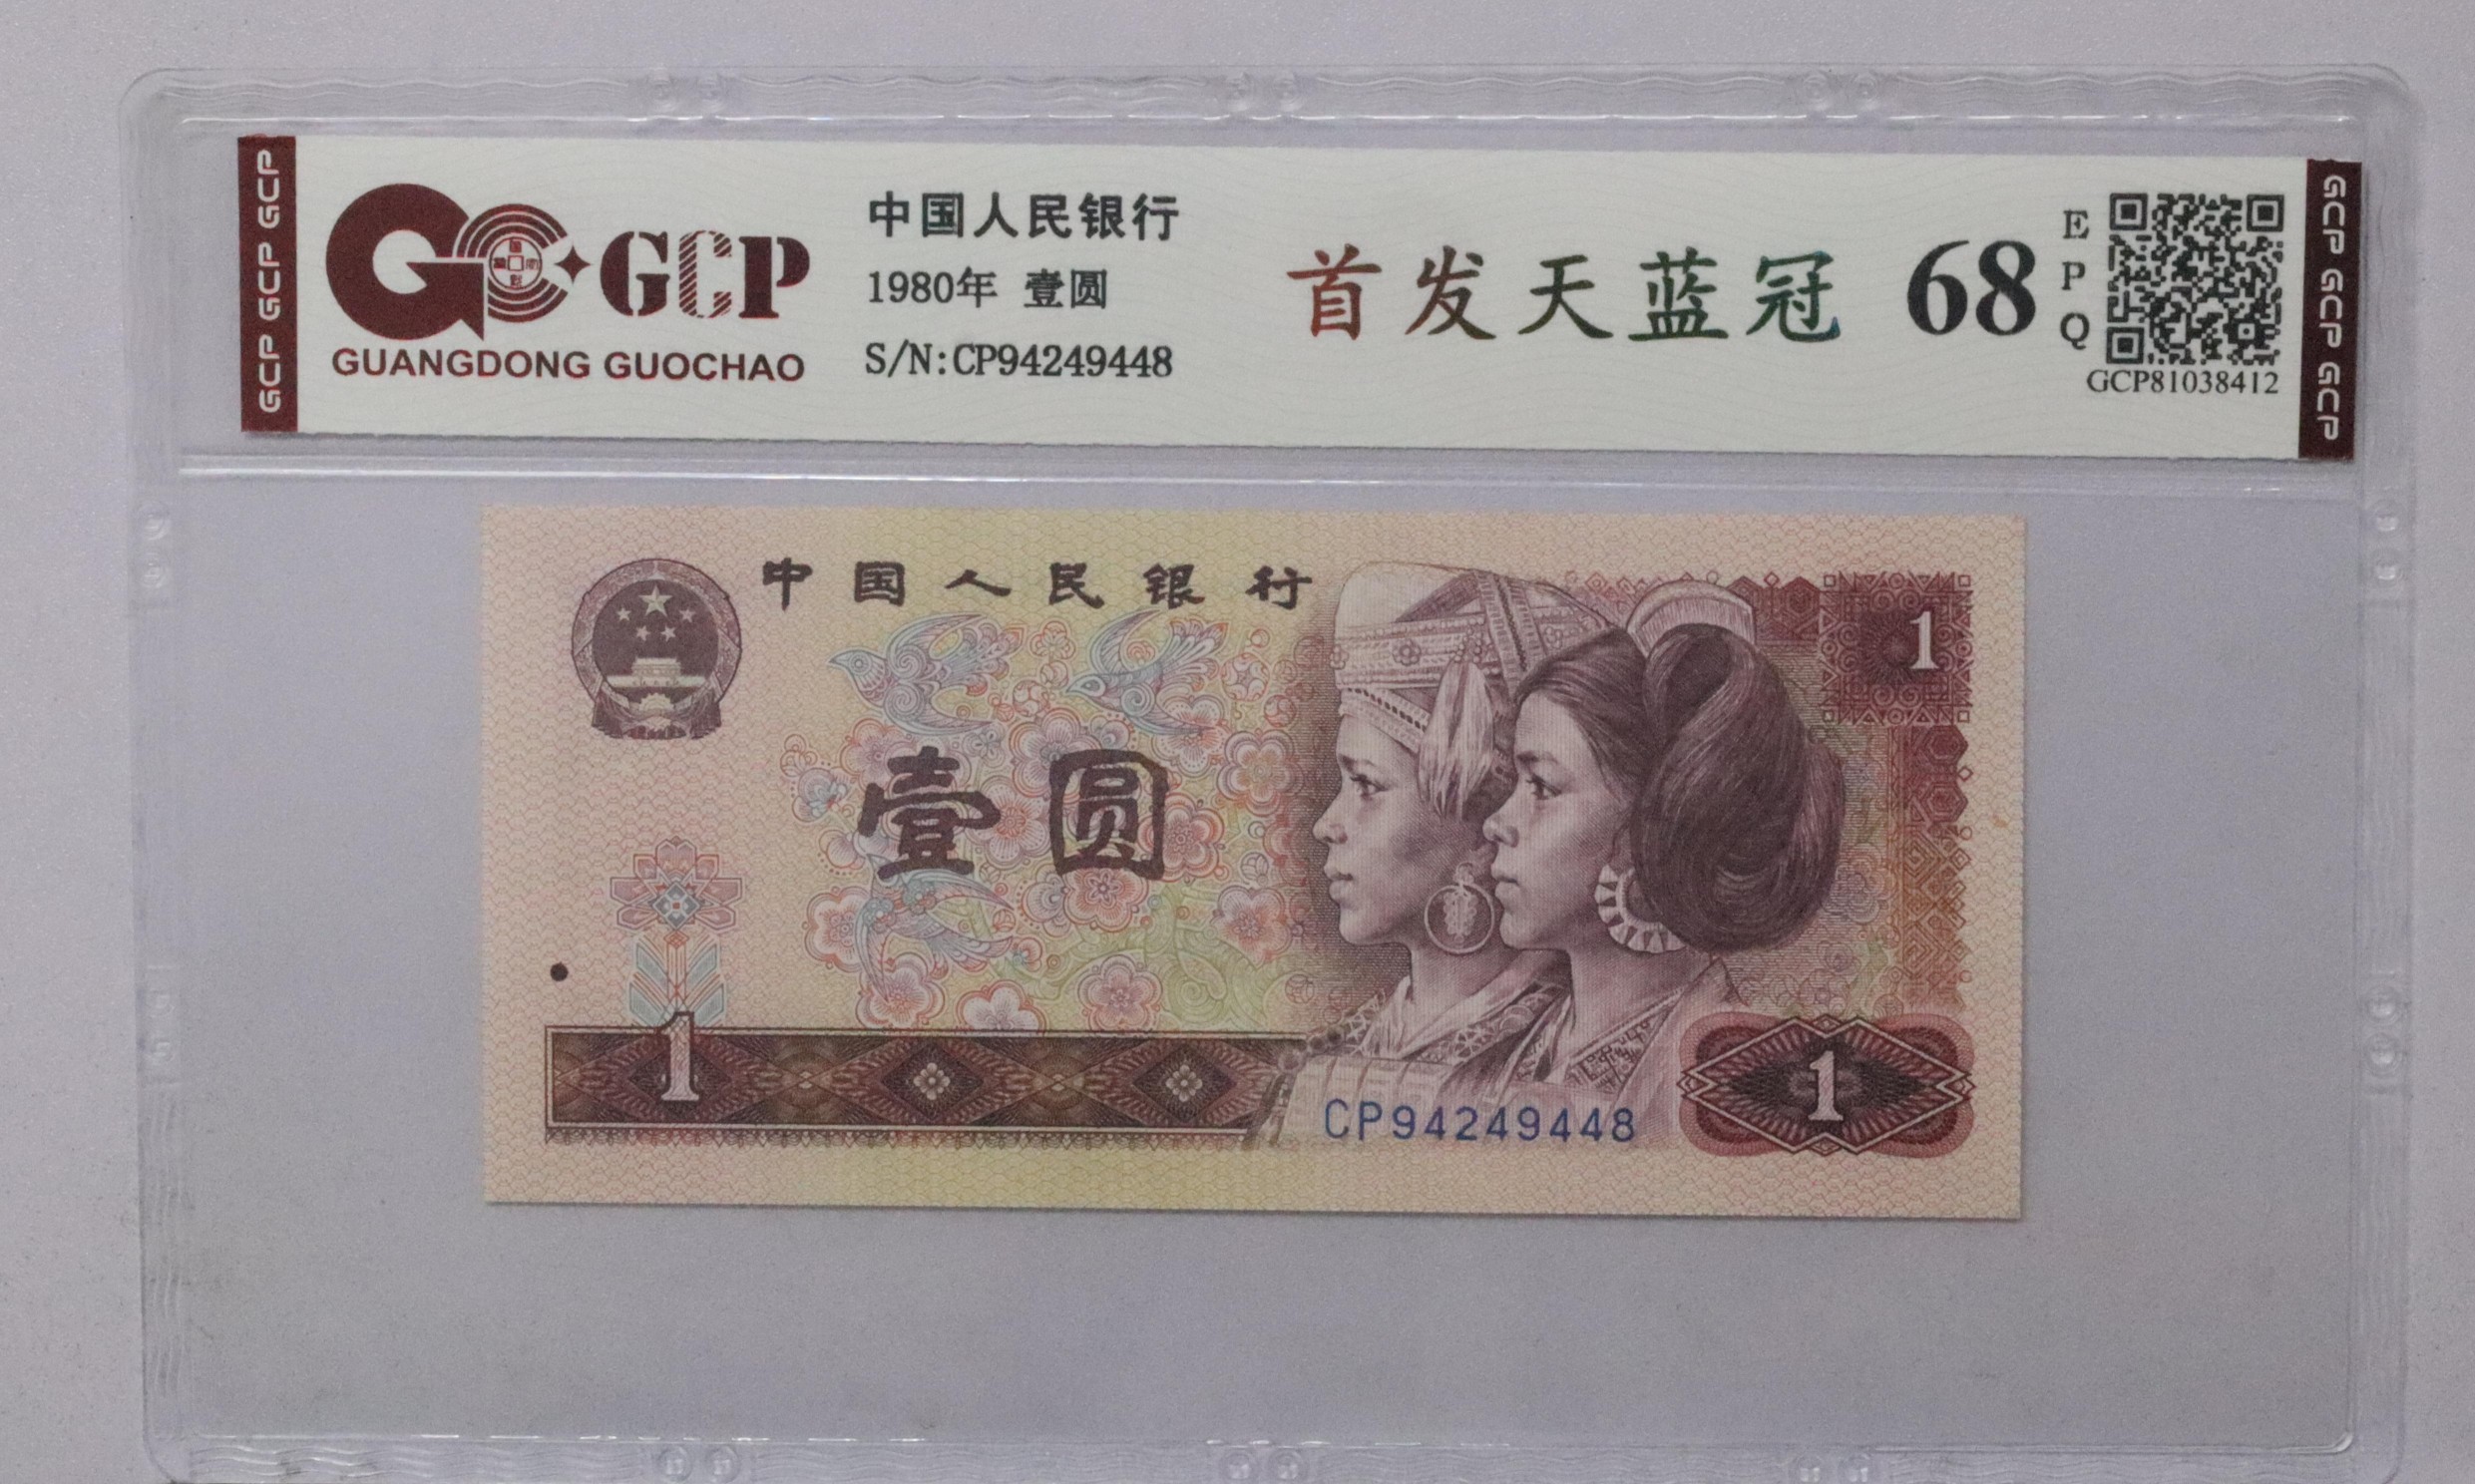 GCP GCP GCP
GCP
GUANGDONG GUOCHAO
中国人民银行
1980年 壹圆
S/N:CP94249448
首发天蓝冠
68
EPQ
GCP81038412
GCP GCP GCP
中国人民银行
1
壹圆
1
CP94249448
1